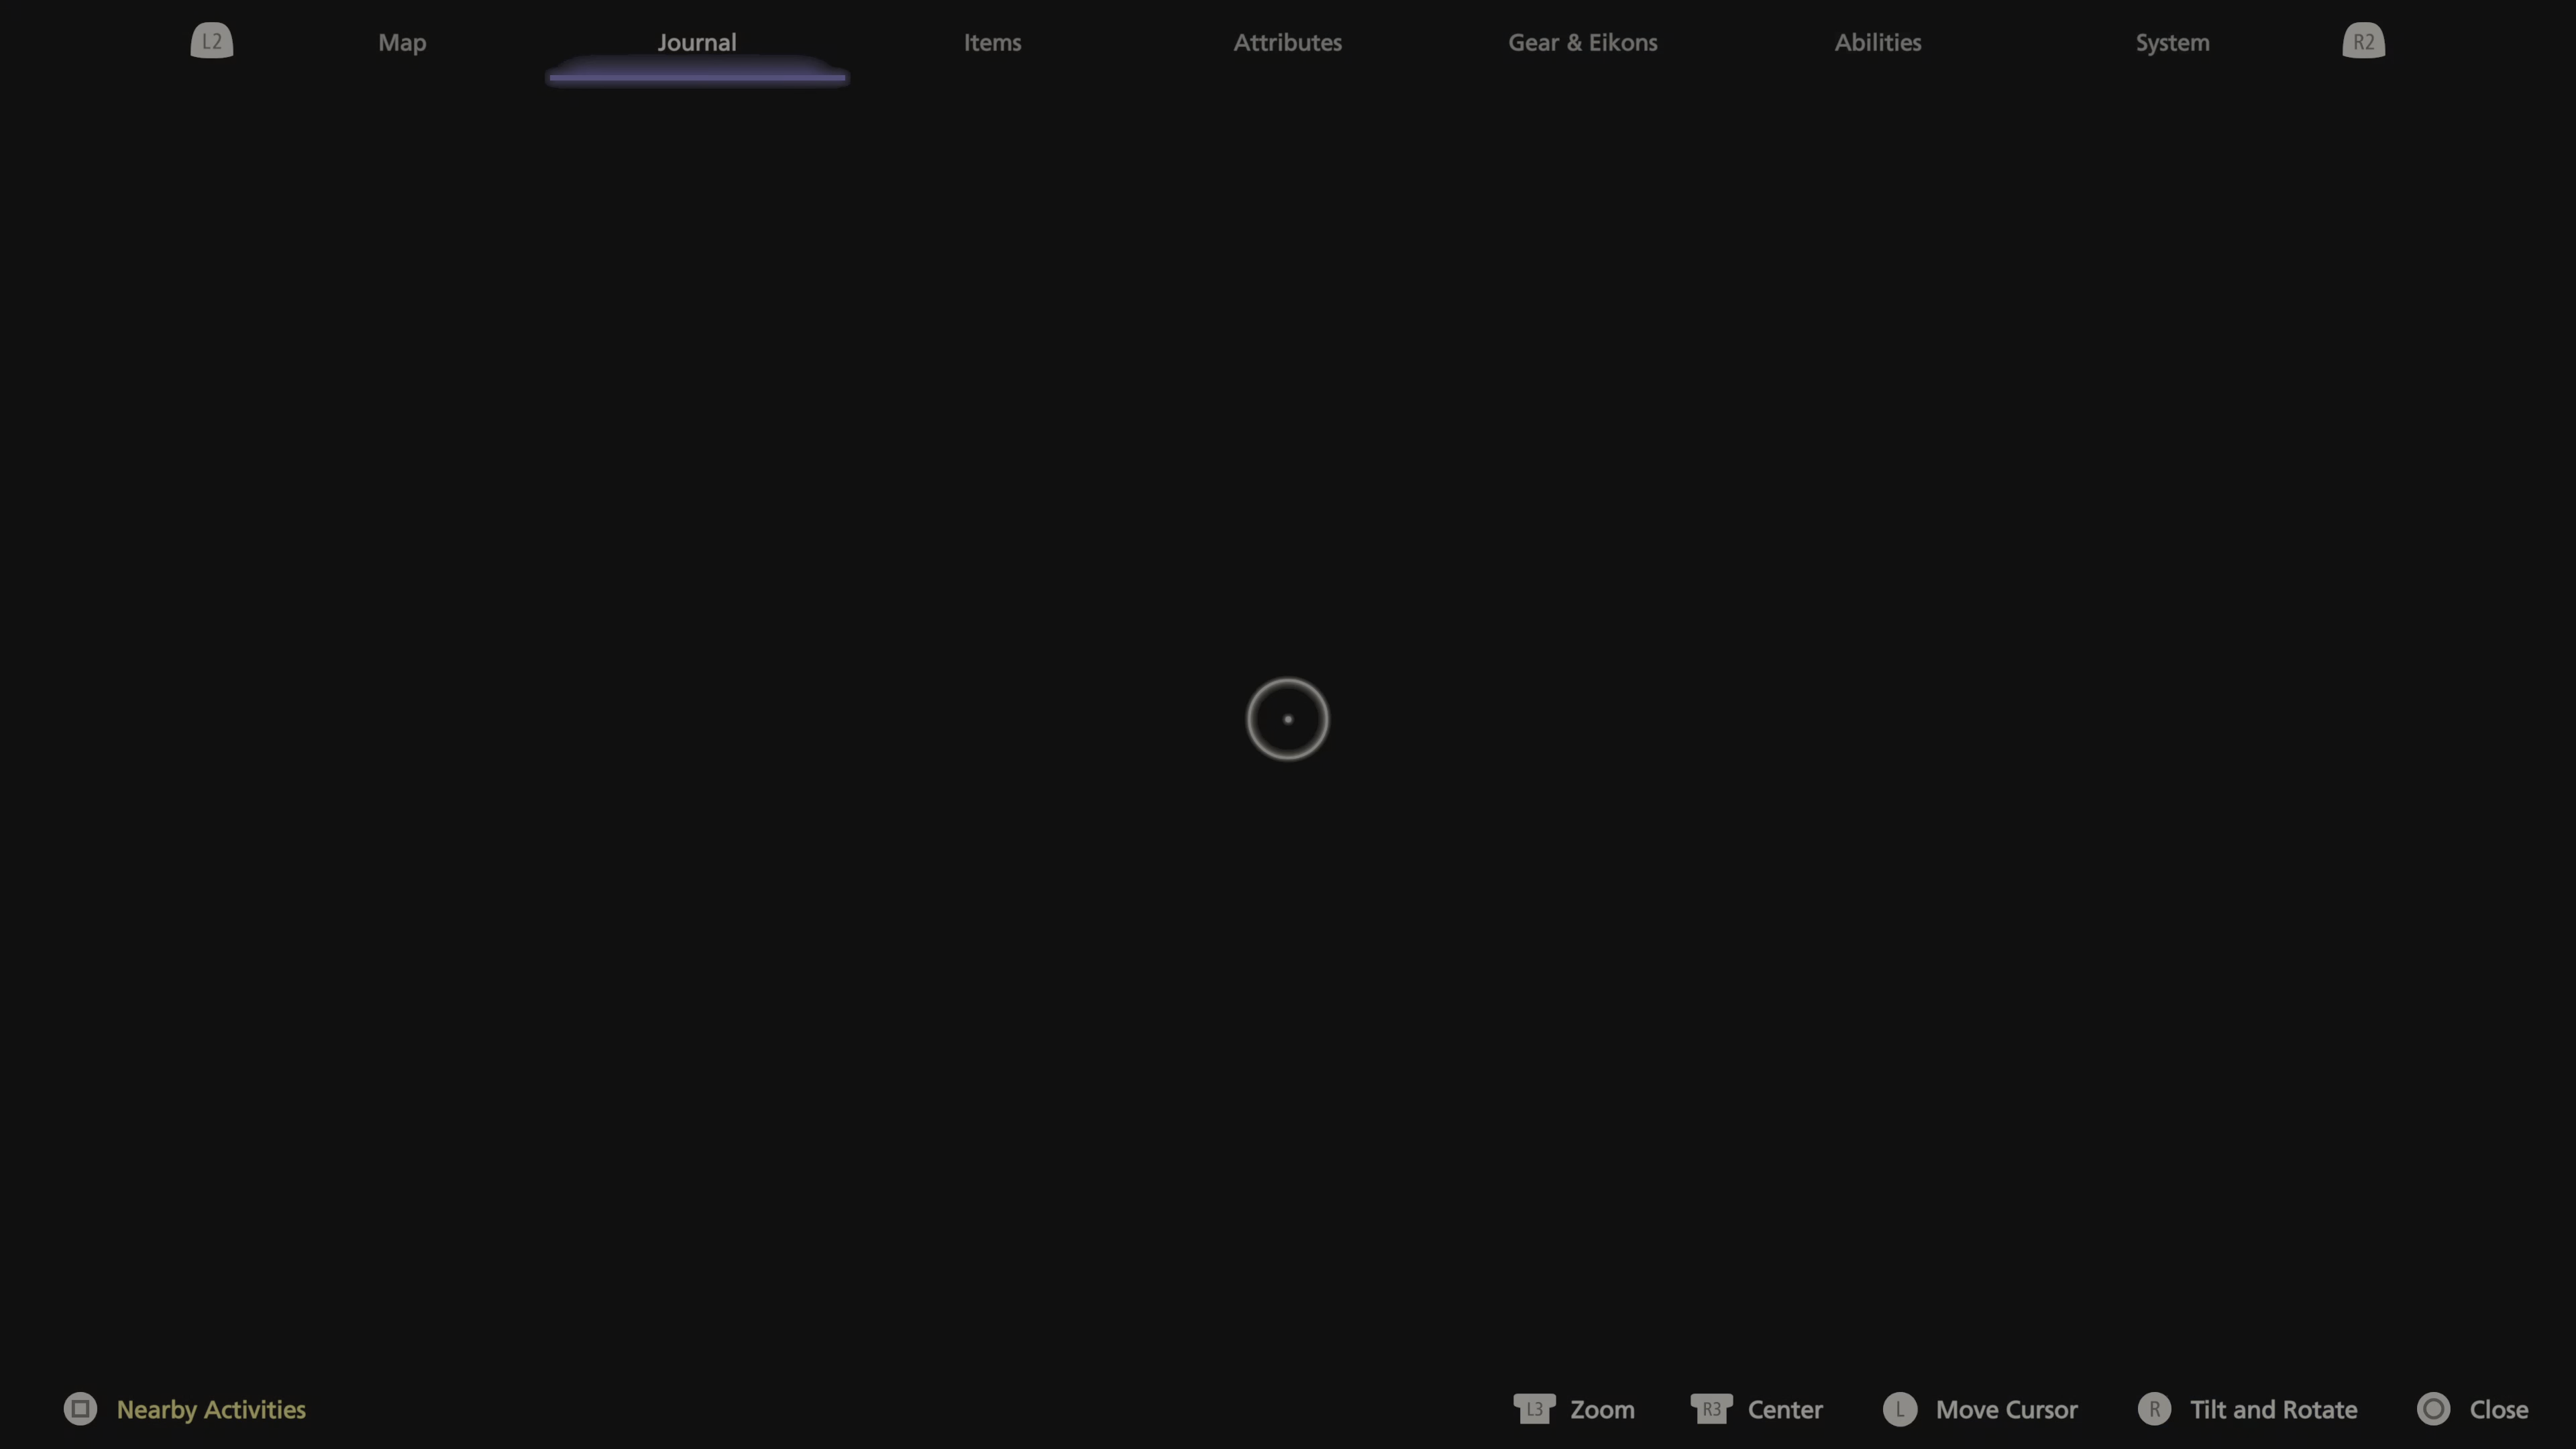 L2 Map Journal Items Attributes Gear & Eikons Abilities System R2
Nearby Activities L3 Zoom R3 Center L Move Cursor R Tilt and Rotate Close